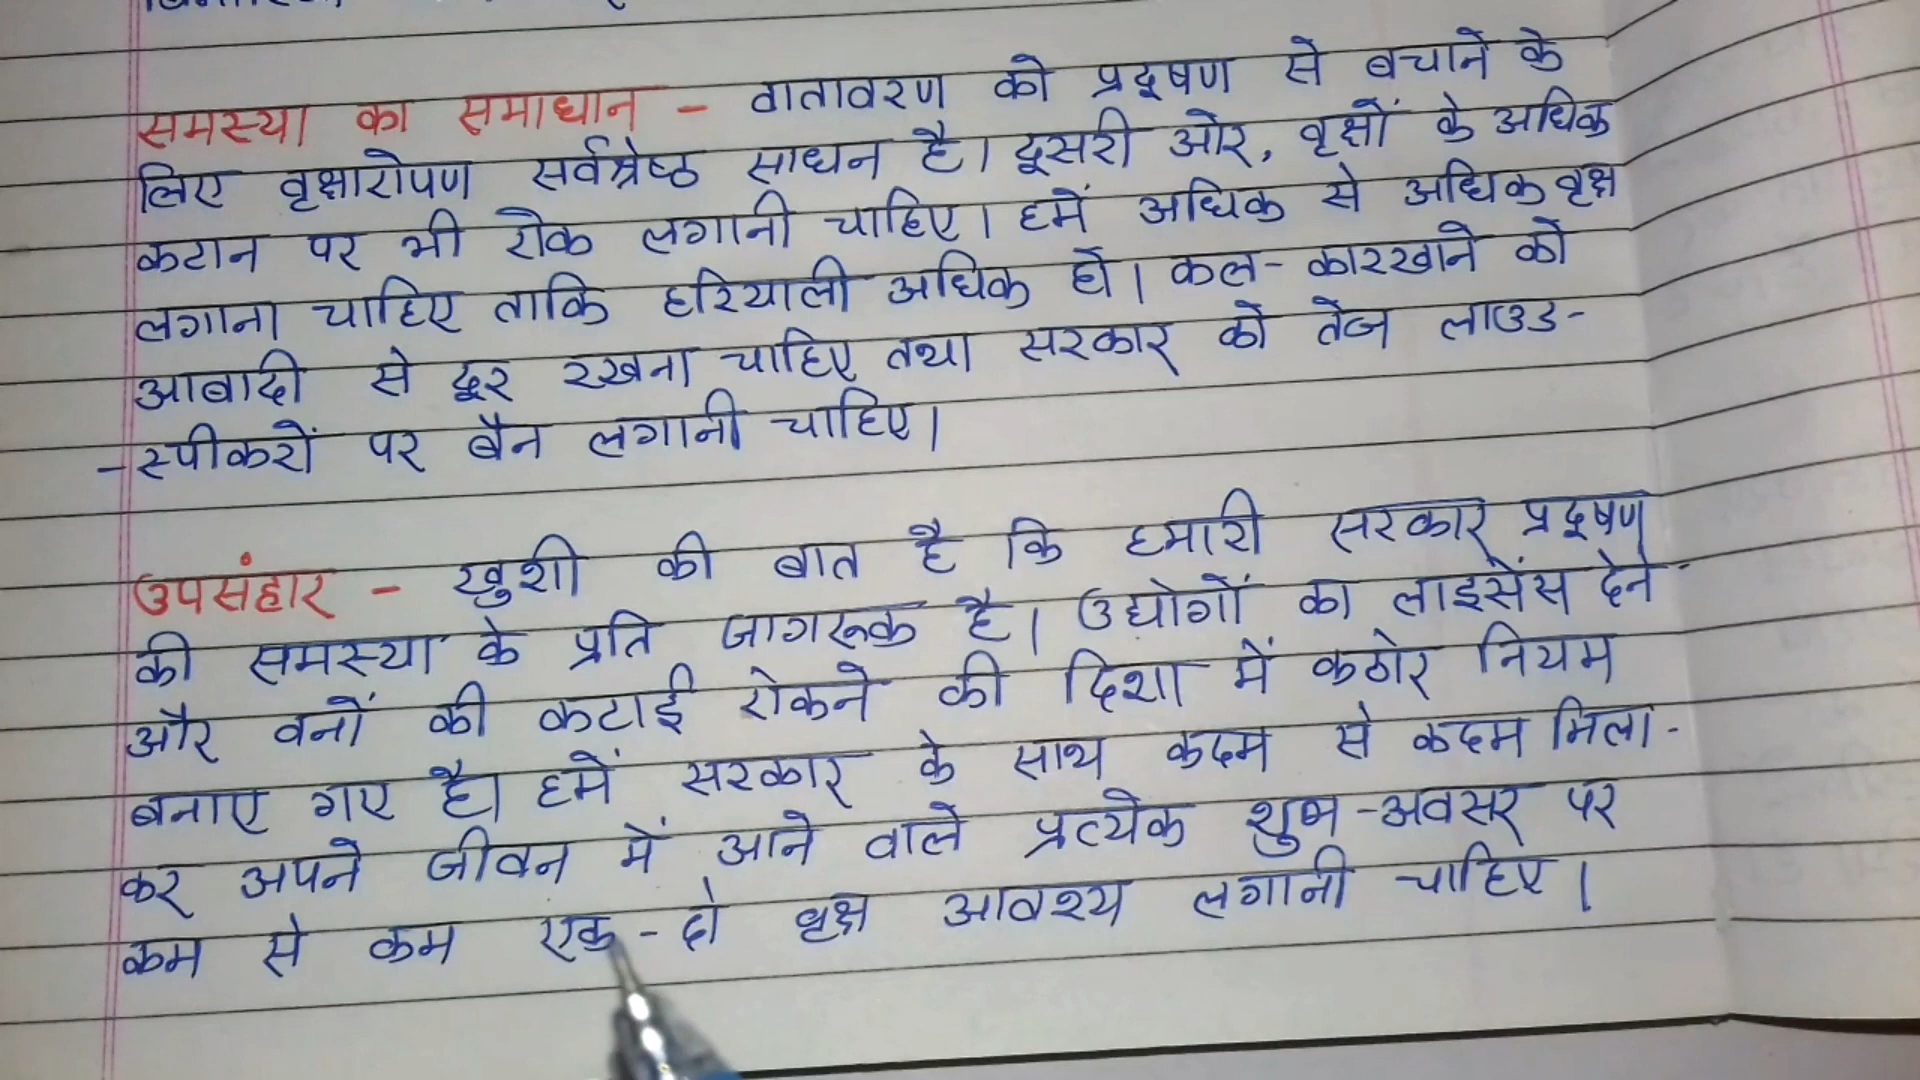 समस्या का समाधान - वातावरण को प्रदूषण से बचाने के
लिए वृक्षारोपण सर्वश्रेष्ठ साधन है। दूसरी ओर, वृक्षों के अधिक
कटान पर भी रोक लगानी चाहिए। हमें अधिक से अधिक वृक्ष
लगाना चाहिए ताकि हरियाली अधिक हो। कल-कारखाने को
आबादी से दूर रखना चाहिए तथा सरकार को तेज लाउड-
-स्पीकरों पर बैन लगानी चाहिए।
उपसंहार - खुशी की बात है कि हमारी सरकार प्रदूषण
की समस्या के प्रति जागरूक है। उद्योगों का लाइसेंस देने
और वनों की कटाई रोकने की दिशा में कठोर नियम
बनाए गए है। हमें सरकार के साथ कदम से कदम मिला-
कर अपने जीवन में आने वाले प्रत्येक शुभ-अवसर पर
कम से कम एक-दो वृक्ष आवश्य लगानी चाहिए।